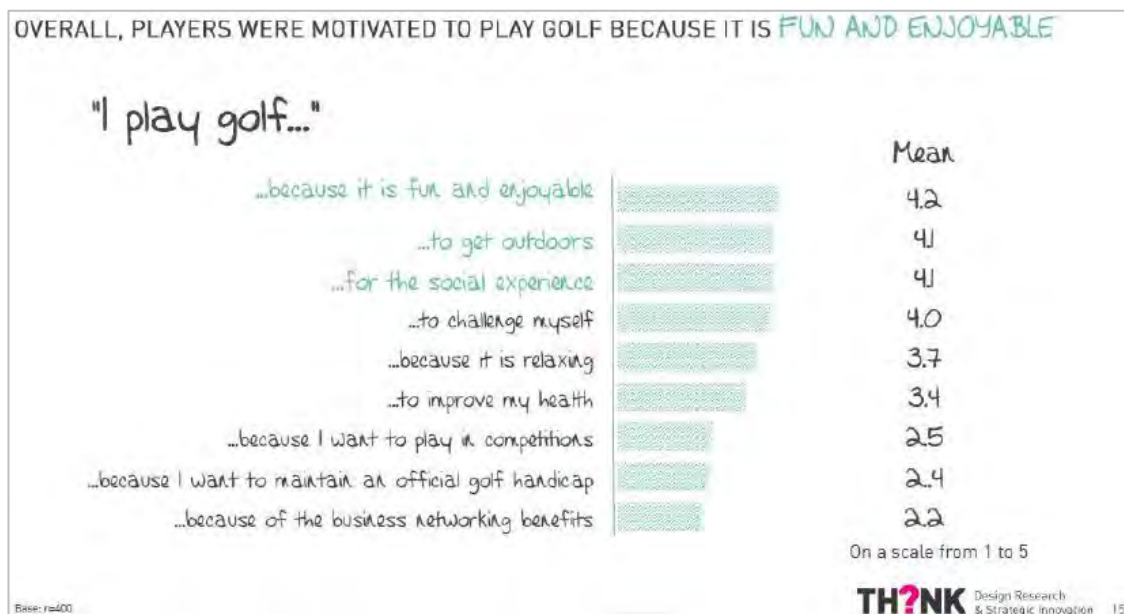 OVERALL, PLAYERS WERE MOTIVATED TO PLAY GOLF BECAUSE IT IS FUN AND ENJOYABLE
"I play golf..."
Mean
...because it is fun and enjoyable 4.2
...to get outdoors 4.1
...for the social experience 4.1
...to challenge myself 4.0
...because it is relaxing 3.7
...to improve my health 3.4
...because I want to play in competitions 2.5
...because I want to maintain an official golf handicap 2.4
...because of the business networking benefits 2.2
On a scale from 1 to 5
Base: n=400
TH?NK Design Research
& Strategic Innovation 15